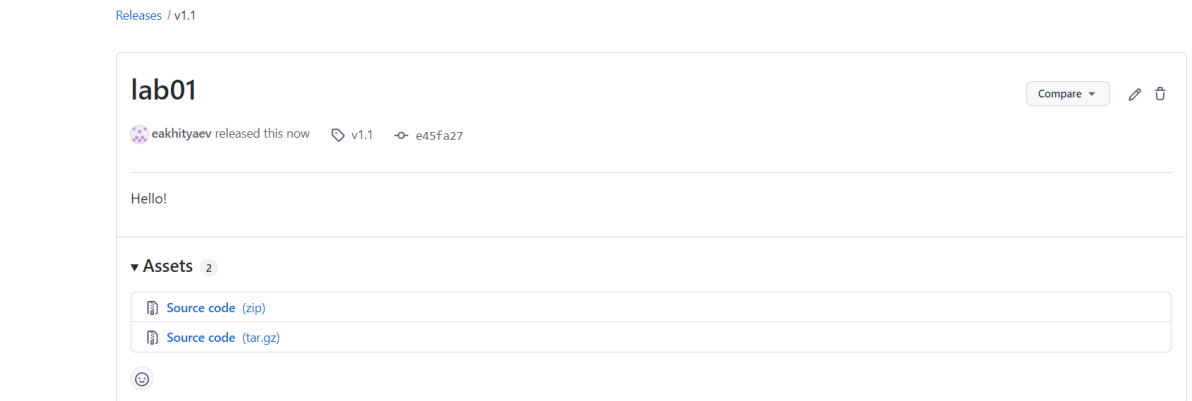 Releases / v1.1
lab01
Compare
eakhityaev released this now v1.1 e45fa27
Hello!
Assets 2
Source code (zip)
Source code (tar.gz)